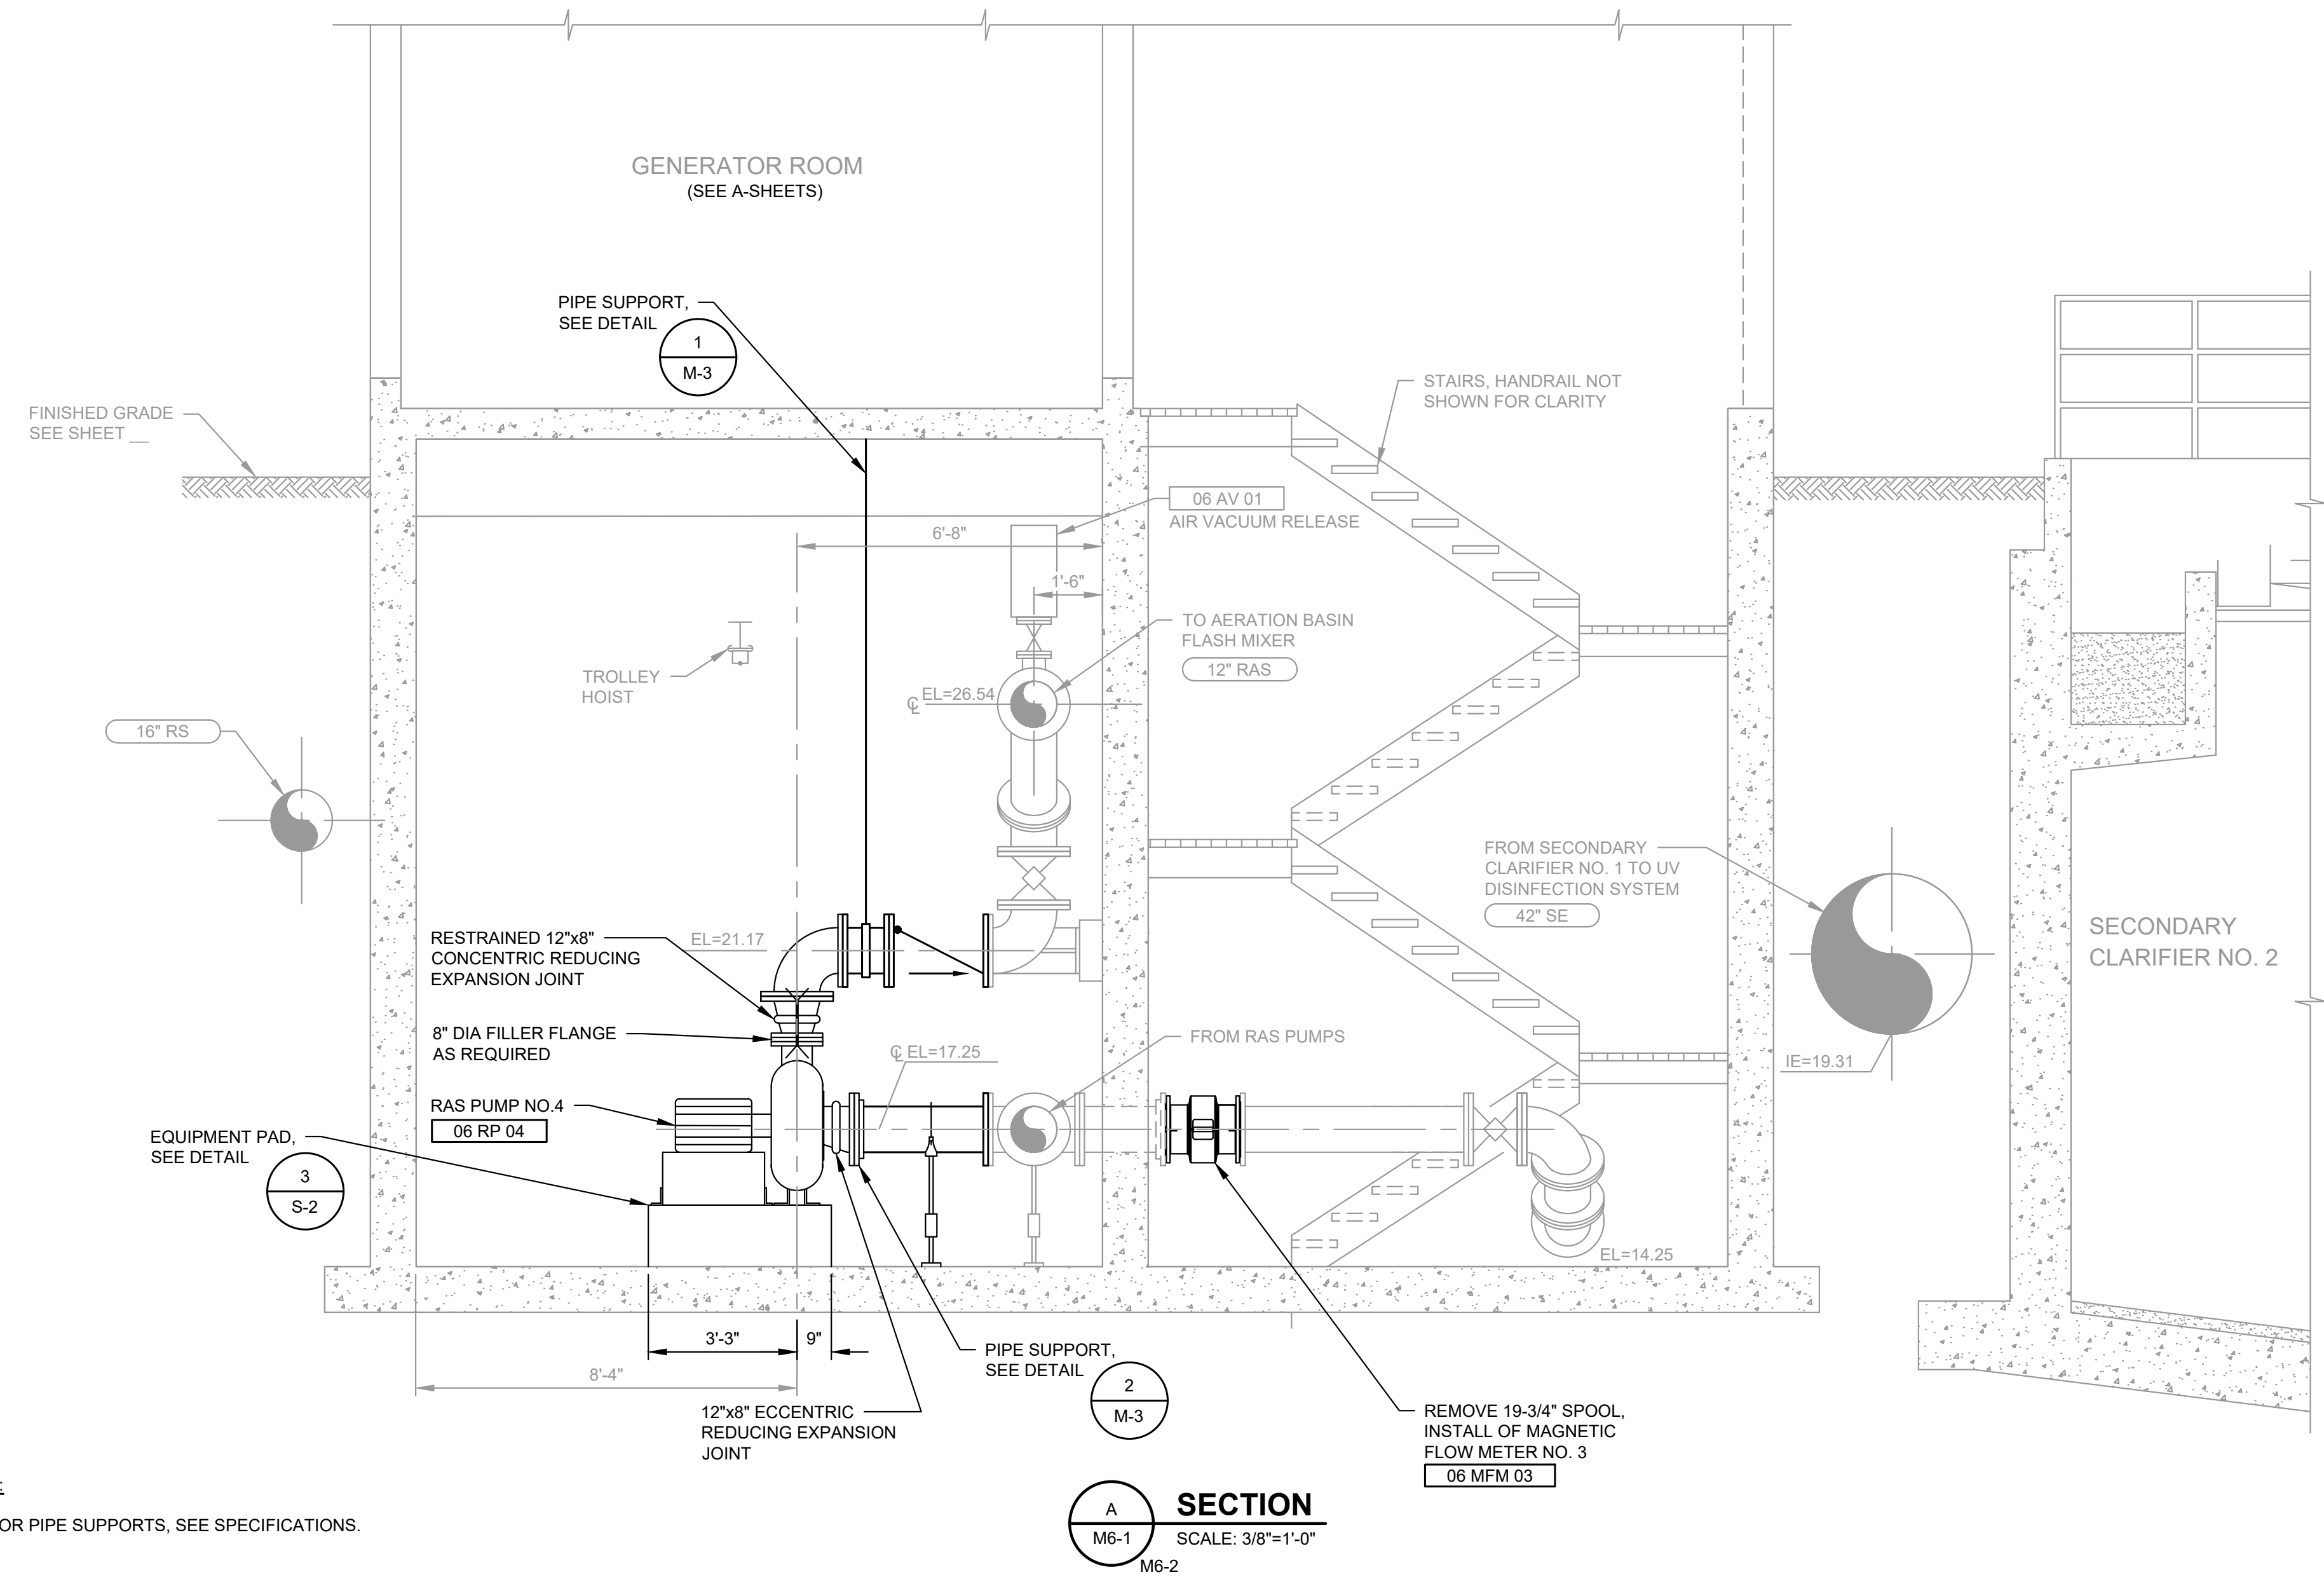 GENERATOR ROOM
(SEE A-SHEETS)
PIPE SUPPORT,
SEE DETAIL
1
M-3
FINISHED GRADE
SEE SHEET __
STAIRS, HANDRAIL NOT
SHOWN FOR CLARITY
06 AV 01
AIR VACUUM RELEASE
6'-8"
1'-6"
TO AERATION BASIN
FLASH MIXER
12" RAS
TROLLEY
HOIST
℄ EL=26.54
16" RS
FROM SECONDARY
CLARIFIER NO. 1 TO UV
DISINFECTION SYSTEM
42" SE
SECONDARY
CLARIFIER NO. 2
RESTRAINED 12"x8"
CONCENTRIC REDUCING
EXPANSION JOINT
EL=21.17
8" DIA FILLER FLANGE
AS REQUIRED
℄ EL=17.25
FROM RAS PUMPS
IE=19.31
RAS PUMP NO.4
06 RP 04
EQUIPMENT PAD,
SEE DETAIL
3
S-2
EL=14.25
3'-3"
9"
8'-4"
PIPE SUPPORT,
SEE DETAIL
2
M-3
12"x8" ECCENTRIC
REDUCING EXPANSION
JOINT
REMOVE 19-3/4" SPOOL,
INSTALL OF MAGNETIC
FLOW METER NO. 3
06 MFM 03
OR PIPE SUPPORTS, SEE SPECIFICATIONS.
A
M6-1
SECTION
SCALE: 3/8"=1'-0"
M6-2